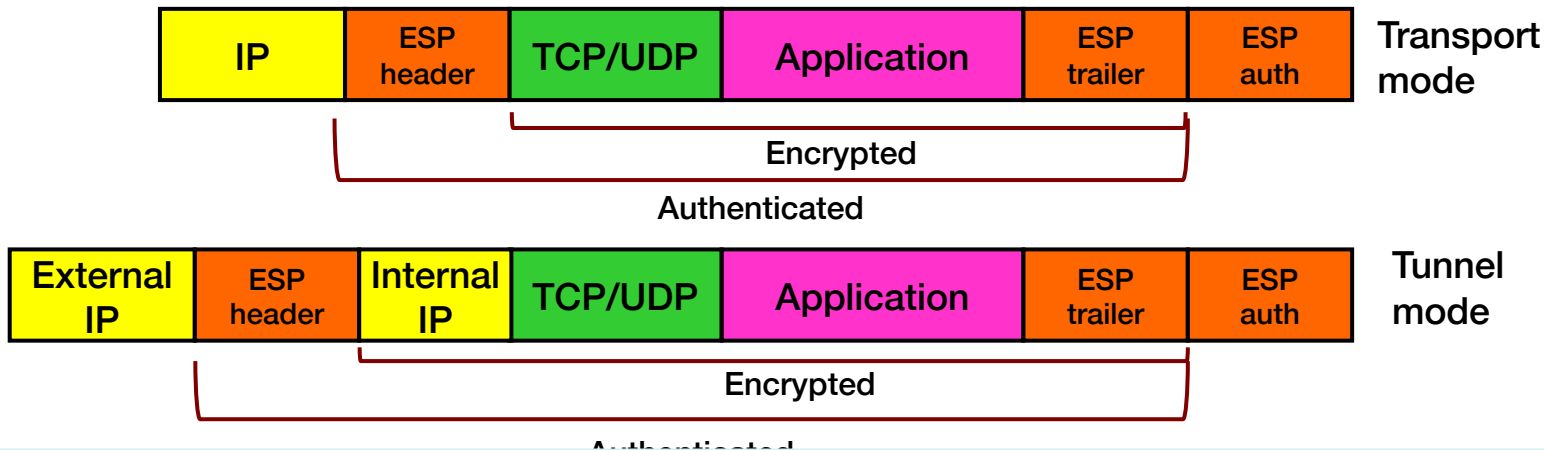 IP
ESP
header
TCP/UDP
Application
ESP
trailer
ESP
auth
Transport
mode
Encrypted
Authenticated
External
IP
ESP
header
Internal
IP
TCP/UDP
Application
ESP
trailer
ESP
auth
Tunnel
mode
Encrypted